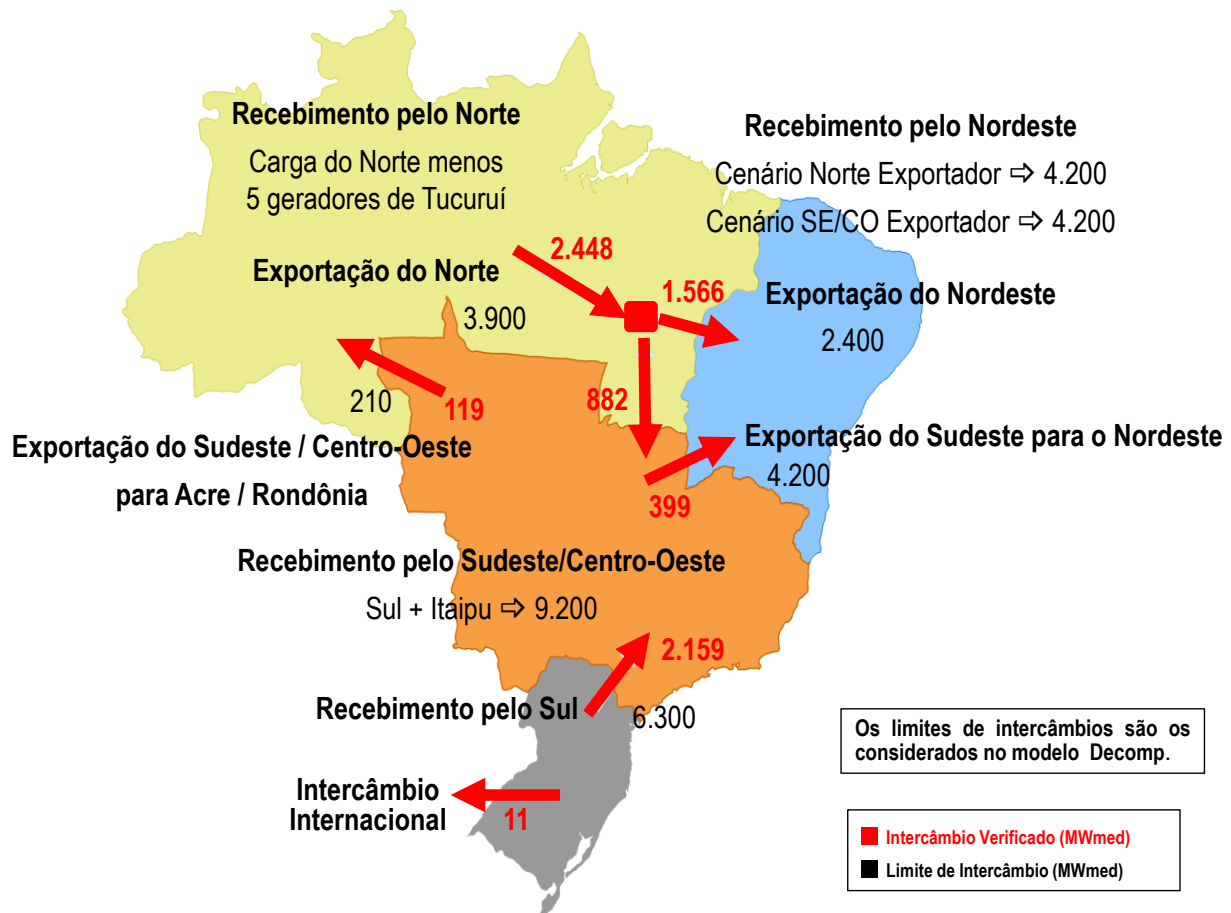 Recebimento pelo Norte
Carga do Norte menos
5 geradores de Tucuruí
Recebimento pelo Nordeste
Cenário Norte Exportador ⇨ 4.200
Cenário SE/CO Exportador ⇨ 4.200
2.448
Exportação do Norte
3.900
1.566
Exportação do Nordeste
2.400
210
119
882
Exportação do Sudeste / Centro-Oeste
para Acre / Rondônia
Exportação do Sudeste para o Nordeste
4.200
399
Recebimento pelo Sudeste/Centro-Oeste
Sul + Itaipu ⇨ 9.200
2.159
Recebimento pelo Sul
6.300
Intercâmbio
Internacional
11
Os limites de intercâmbios são os
considerados no modelo Decomp.
Intercâmbio Verificado (MWmed)
Limite de Intercâmbio (MWmed)